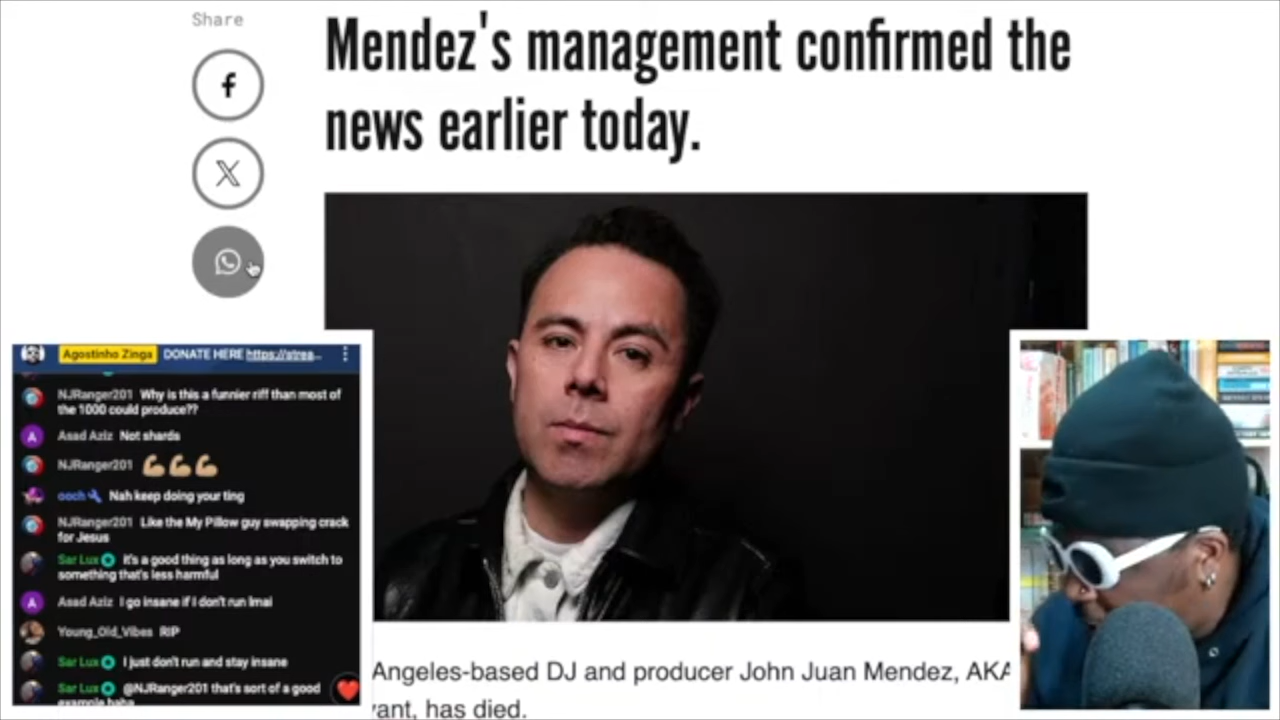 Share
Mendez's management confirmed the
news earlier today.
Agostinho Zinga DONATE HERE https://strea...
NJRanger201 Why is this a funnier riff than most of
the 1000 could produce??
Asad Aziz Not shards
NJRanger201 💪💪💪
ooch Nah keep doing your ting
NJRanger201 Like the My Pillow guy swapping crack
for Jesus
Sar Lux it's a good thing as long as you switch to
something that's less harmful
Asad Aziz I go insane if I don't run lmai
Young_Old_Vibes RIP
Sar Lux I just don't run and stay insane
Sar Lux @NJRanger201 that's sort of a good
example haha
Angeles-based DJ and producer John Juan Mendez, AKA
vant, has died.